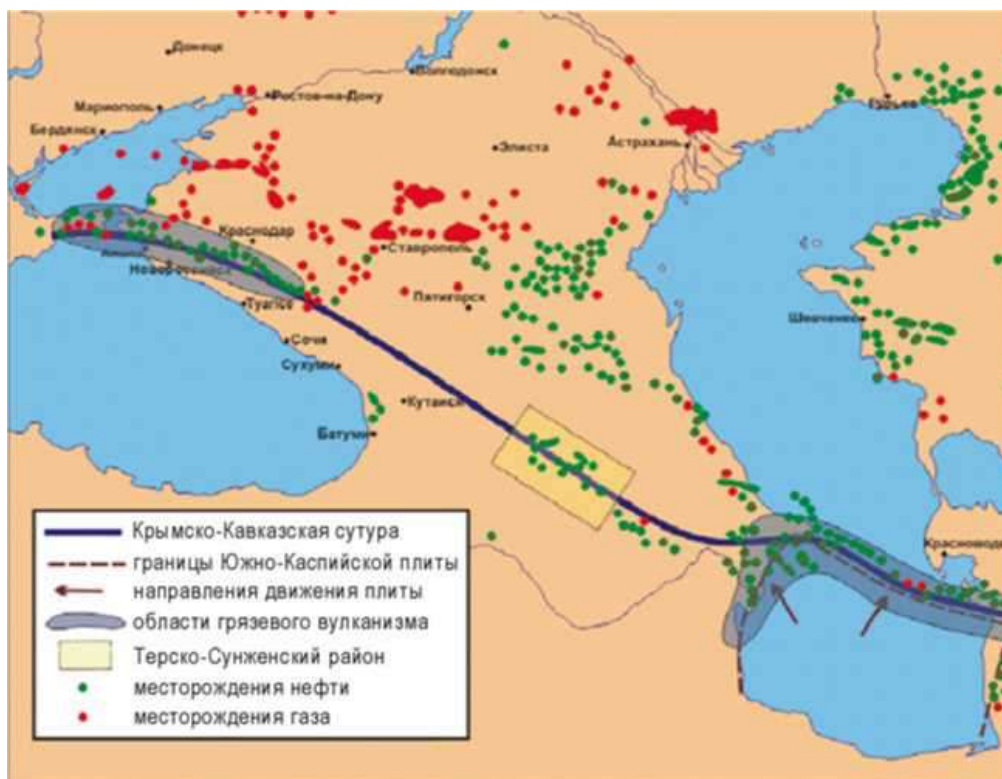 Донецк
Волгодонск
Ростов-на-Дону
Мариуполь
Бердянск
Гурьев
Элиста
Астрахань
Краснодар
Ставрополь
Новороссийск
Туапсе
Пятигорск
Шевченко
Сочи
Сухуми
Кутаиси
Батуми
Красноводск
Крымско-Кавказская сутура
границы Южно-Каспийской плиты
направления движения плиты
области грязевого вулканизма
Терско-Сунженский район
месторождения нефти
месторождения газа